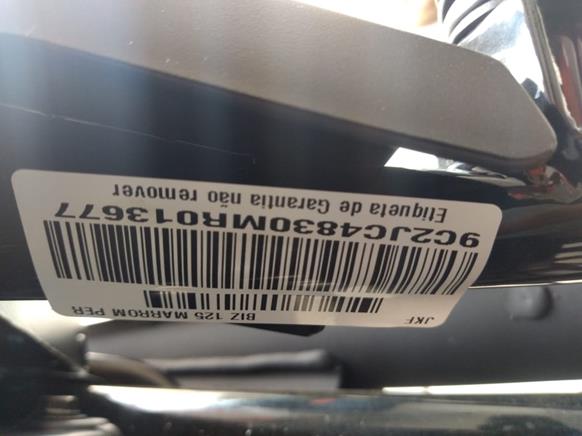 JKF BIZ 125 MARROM PER
9C2JC4830MR013677
Etiqueta de Garantia não remover